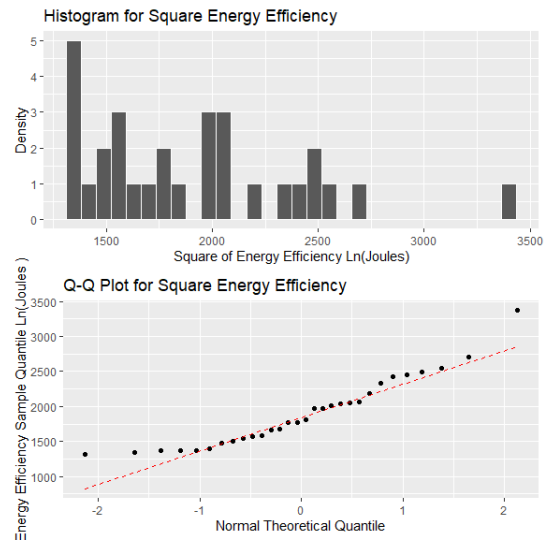 Histogram for Square Energy Efficiency
5
4
3
2
1
0
Density
1500 2000 2500 3000 3500
Square of Energy Efficiency Ln(Joules)
Q-Q Plot for Square Energy Efficiency
3500
3000
2500
2000
1500
1000
Energy Efficiency Sample Quantile Ln(Joules )
-2 -1 0 1 2
Normal Theoretical Quantile